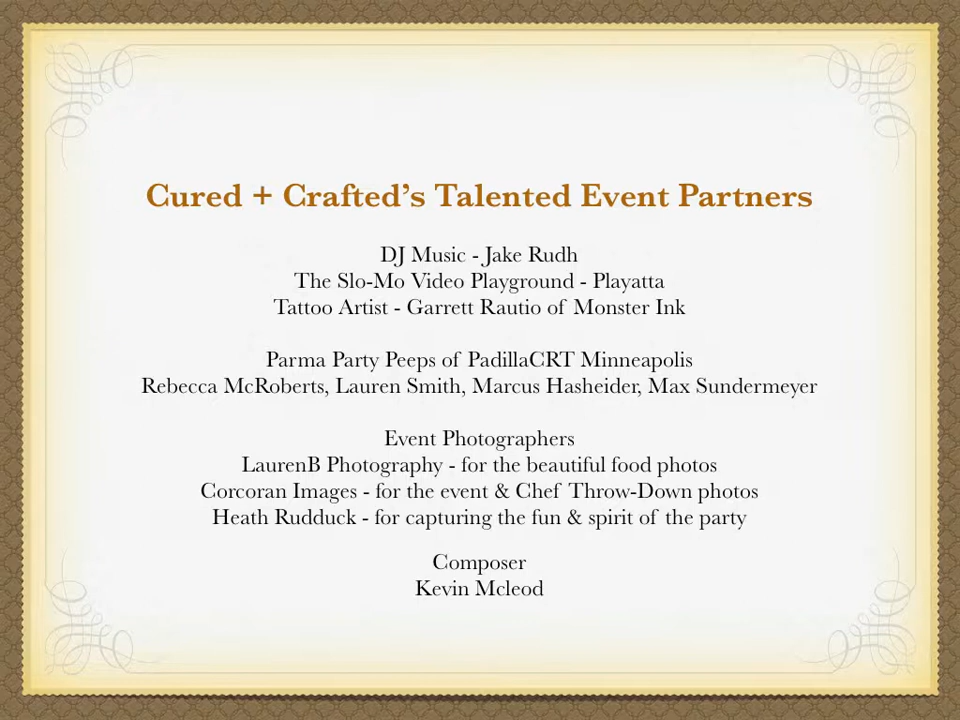 Cured + Crafted's Talented Event Partners
DJ Music - Jake Rudh
The Slo-Mo Video Playground - Playatta
Tattoo Artist - Garrett Rautio of Monster Ink
Parma Party Peeps of PadillaCRT Minneapolis
Rebecca McRoberts, Lauren Smith, Marcus Hasheider, Max Sundermeyer
Event Photographers
LaurenB Photography - for the beautiful food photos
Corcoran Images - for the event & Chef Throw-Down photos
Heath Rudduck - for capturing the fun & spirit of the party
Composer
Kevin Mcleod